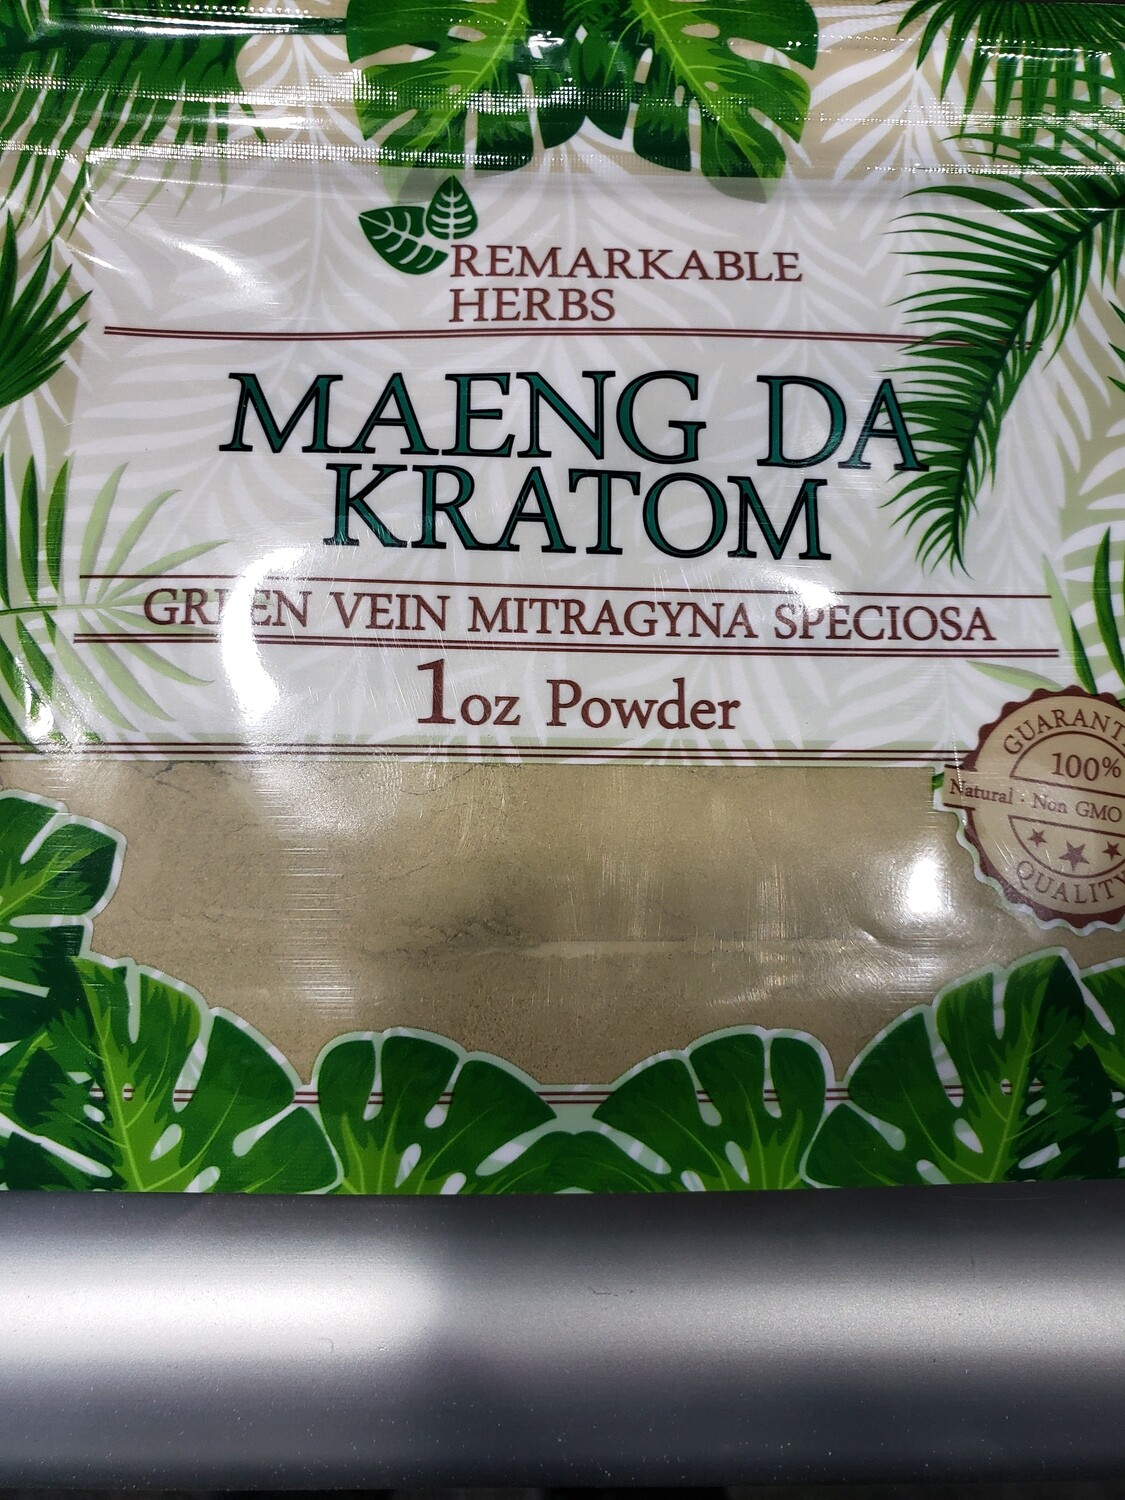 REMARKABLE
HERBS
MAENG DA
KRATOM
GREEN VEIN MITRAGYNA SPECIOSA
1oz Powder
100%
Natural : Non GMO
QUALITY